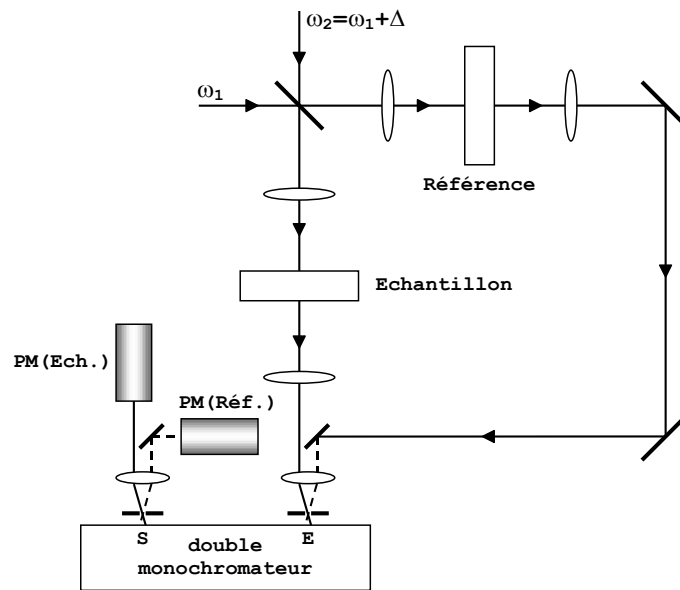 ω₂=ω₁+Δ
ω₁
Référence
Echantillon
PM(Ech.)
PM(Réf.)
S
E
double
monochromateur